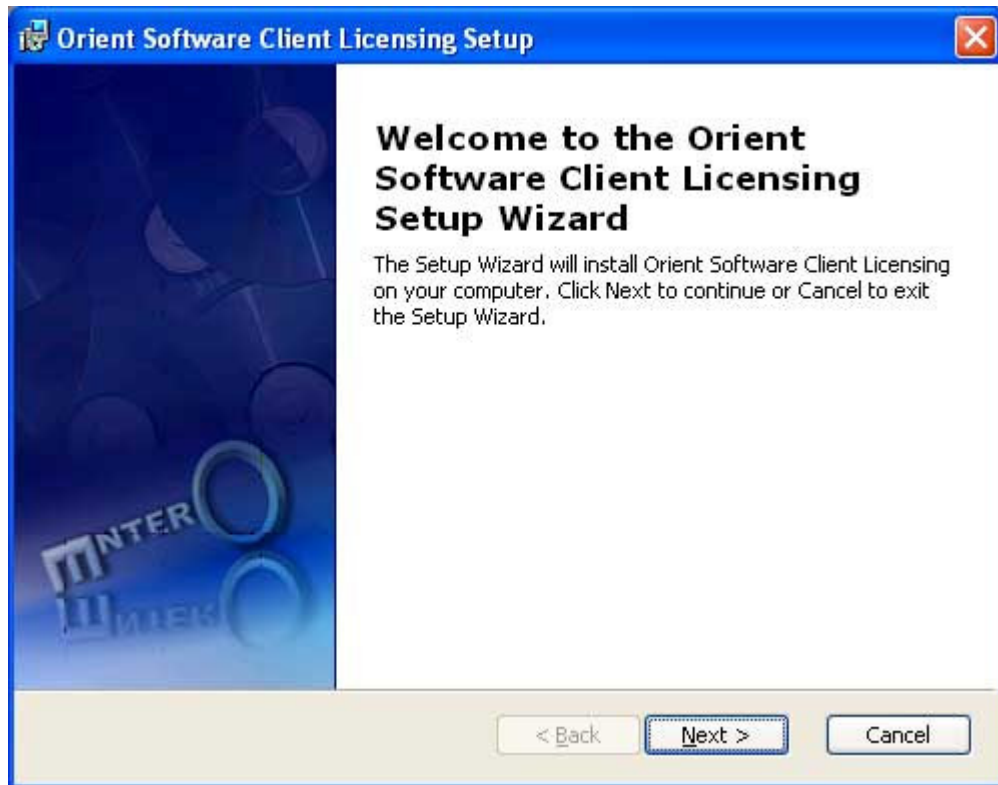 Orient Software Client Licensing Setup
Welcome to the Orient
Software Client Licensing
Setup Wizard
The Setup Wizard will install Orient Software Client Licensing
on your computer. Click Next to continue or Cancel to exit
the Setup Wizard.
ENTERO
< Back
Next >
Cancel